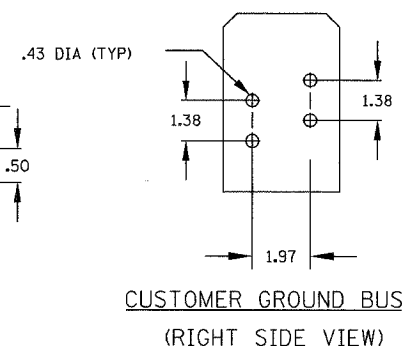 .43 DIA (TYP)
1.38
1.38
.50
1.97
CUSTOMER GROUND BUS
(RIGHT SIDE VIEW)